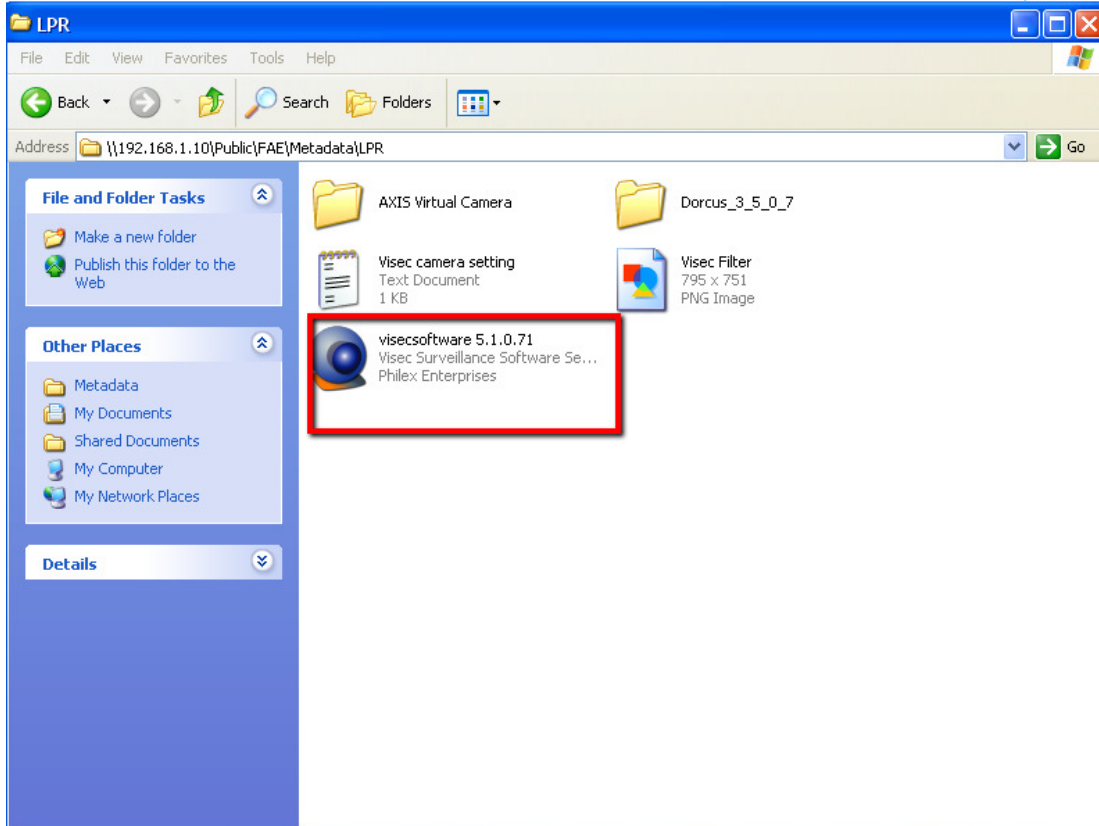 LPR
File Edit View Favorites Tools Help
Back Search Folders
Address \\192.168.1.10\Public\FAE\Metadata\LPR Go
File and Folder Tasks
Make a new folder
Publish this folder to the
Web
Other Places
Metadata
My Documents
Shared Documents
My Computer
My Network Places
Details
AXIS Virtual Camera
Dorcus_3_5_0_7
Visec camera setting
Text Document
1 KB
Visec Filter
795 x 751
PNG Image
visecsoftware 5.1.0.71
Visec Surveillance Software Se...
Philex Enterprises